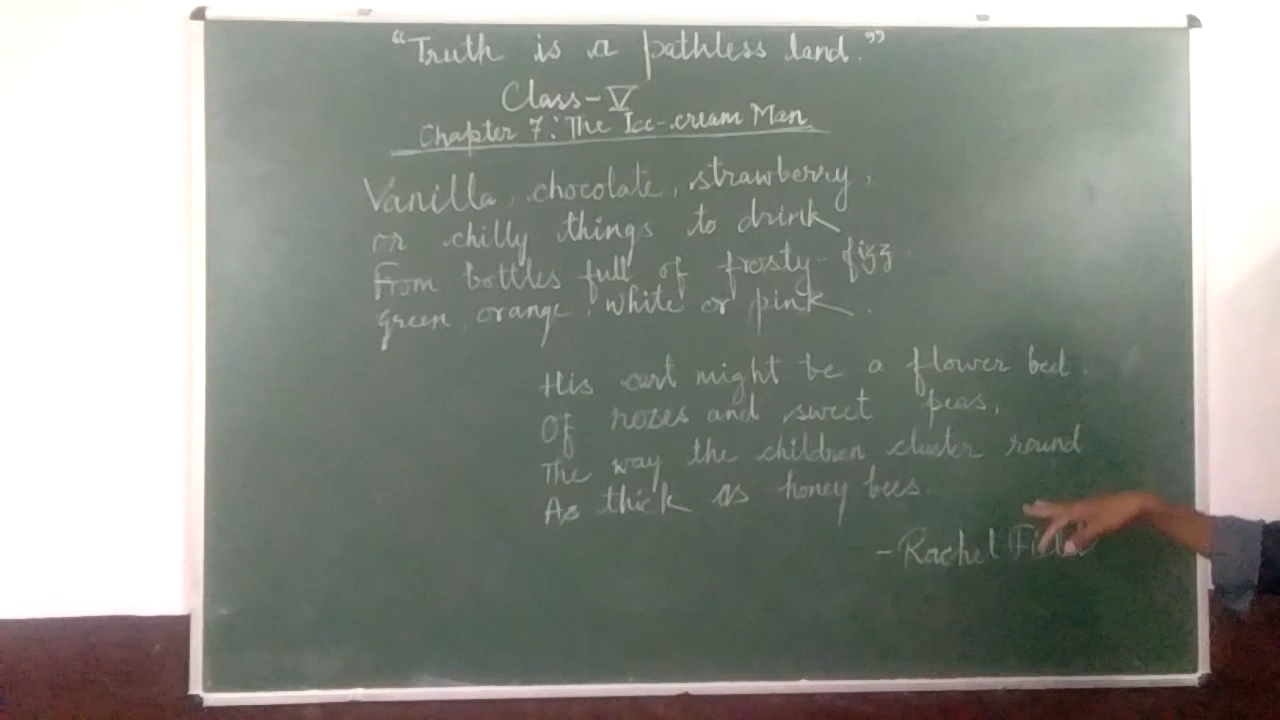 “Truth is a pathless land.”
Class-V
Chapter 7: The Ice-cream Man
Vanilla, chocolate, strawberry,
or chilly things to drink
From bottles full of frosty-fizz
green, orange, white or pink.
His cart might be a flower bed.
Of roses and sweet peas,
The way the children cluster round
As thick as honey bees.
- Rachel Field